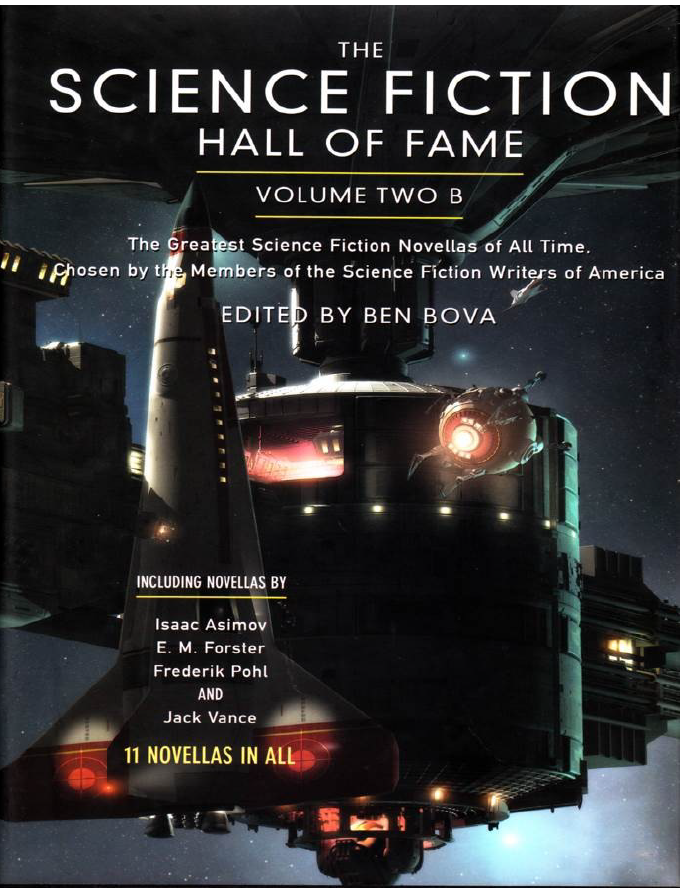 THE
SCIENCE FICTION
HALL OF FAME
VOLUME TWO B
The Greatest Science Fiction Novellas of All Time,
Chosen by the Members of the Science Fiction Writers of America
EDITED BY BEN BOVA
INCLUDING NOVELLAS BY
Isaac Asimov
E. M. Forster
Frederik Pohl
AND
Jack Vance
11 NOVELLAS IN ALL